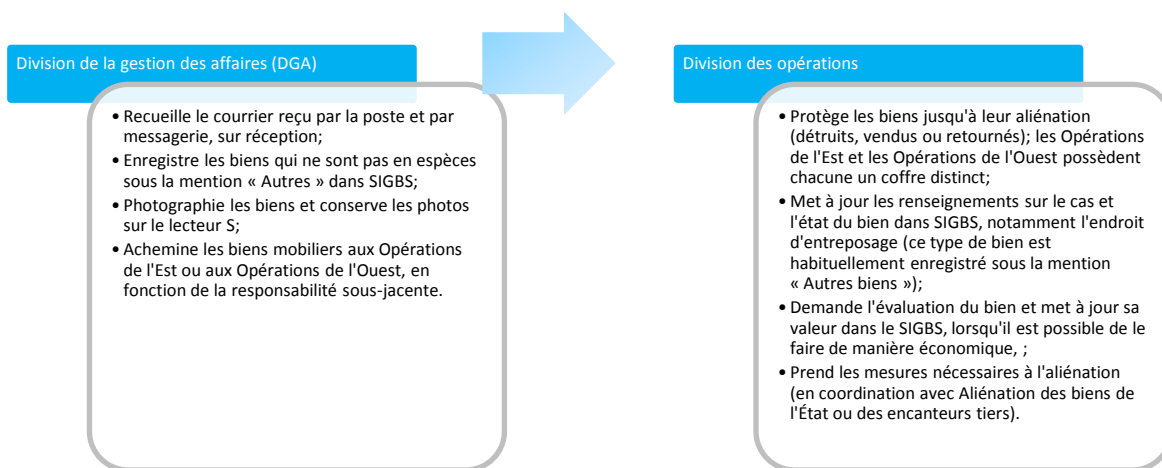 Division de la gestion des affaires (DGA)
• Recueille le courrier reçu par la poste et par
messagerie, sur réception;
• Enregistre les biens qui ne sont pas en espèces
sous la mention « Autres » dans SIGBS;
• Photographie les biens et conserve les photos
sur le lecteur S;
• Achemine les biens mobiliers aux Opérations
de l'Est ou aux Opérations de l'Ouest, en
fonction de la responsabilité sous-jacente.
Division des opérations
• Protège les biens jusqu'à leur aliénation
(détruits, vendus ou retournés); les Opérations
de l'Est et les Opérations de l'Ouest possèdent
chacune un coffre distinct;
• Met à jour les renseignements sur le cas et
l'état du bien dans SIGBS, notamment l'endroit
d'entreposage (ce type de bien est
habituellement enregistré sous la mention
« Autres biens »);
• Demande l'évaluation du bien et met à jour sa
valeur dans le SIGBS, lorsqu'il est possible de le
faire de manière économique, ;
• Prend les mesures nécessaires à l'aliénation
(en coordination avec Aliénation des biens de
l'État ou des encanteurs tiers).